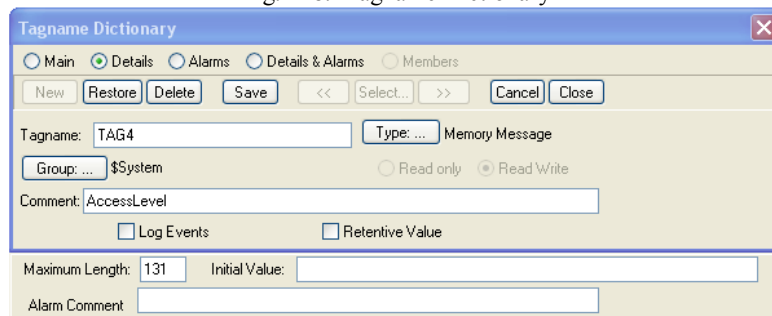 Tagname Dictionary
Main Details Alarms Details & Alarms Members
New Restore Delete Save << Select... >> Cancel Close
Tagname: TAG4 Type: ... Memory Message
Group: ... $System Read only Read Write
Comment: AccessLevel
Log Events Retentive Value
Maximum Length: 131 Initial Value:
Alarm Comment